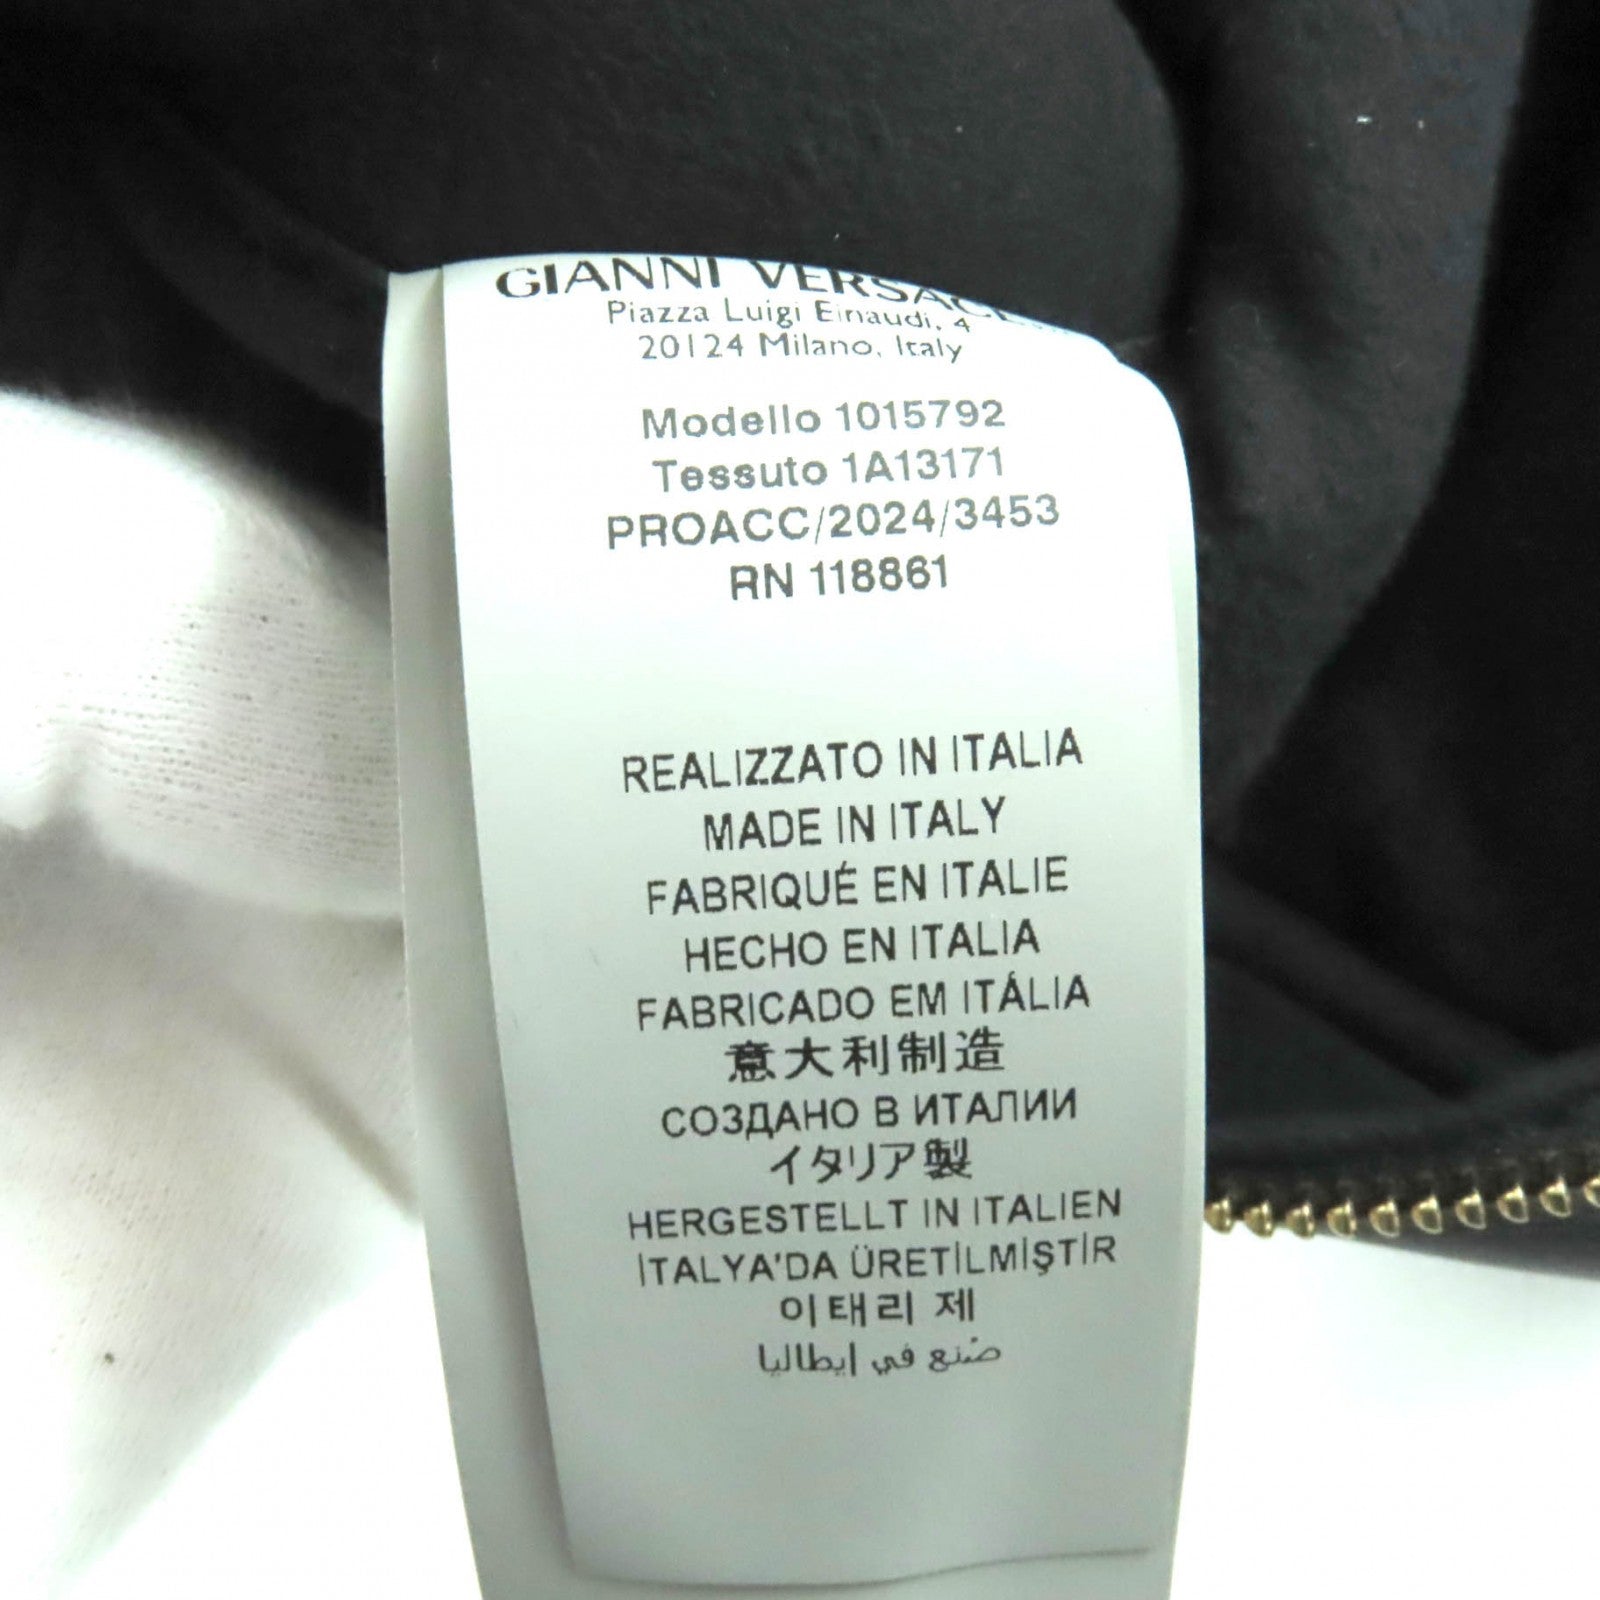 GIANNI VERSACE
Piazza Luigi Einaudi, 4
20124 Milano, Italy
Modello 1015792
Tessuto 1A13171
PROACC/2024/3453
RN 118861
REALIZZATO IN ITALIA
MADE IN ITALY
FABRIQUÉ EN ITALIE
HECHO EN ITALIA
FABRICADO EM ITÁLIA
意大利制造
СОЗДАНО В ИТАЛИИ
イタリア製
HERGESTELLT IN ITALIEN
İTALYA'DA ÜRETİLMİŞTİR
이태리 제
صُنع في إيطاليا